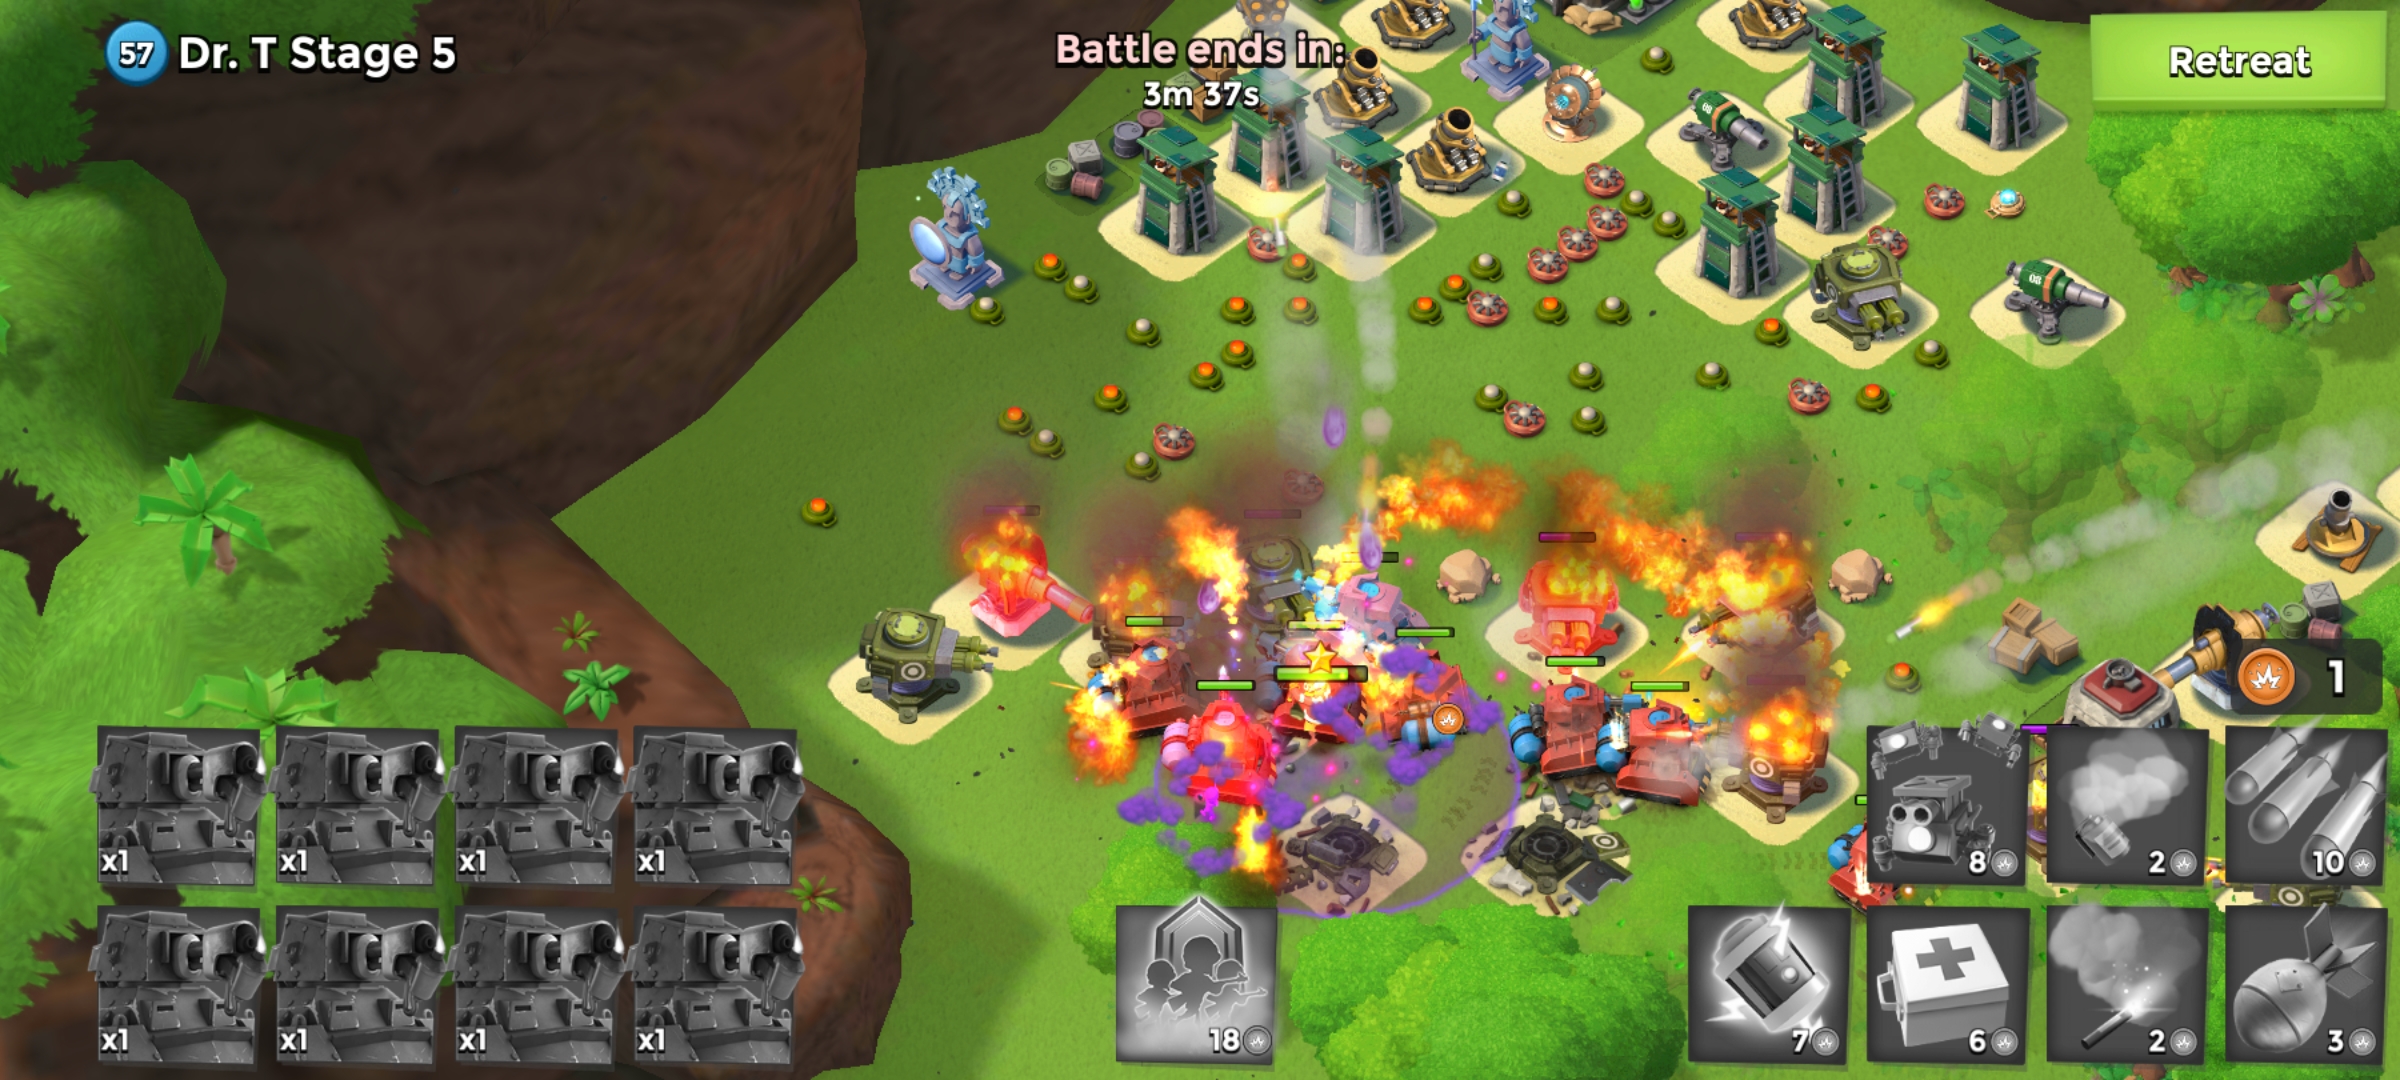 57 Dr. T Stage 5
Battle ends in:
3m 37s
Retreat
1
x1 x1 x1 x1
8 2 10
x1 x1 x1 x1
18 7 6 2 3